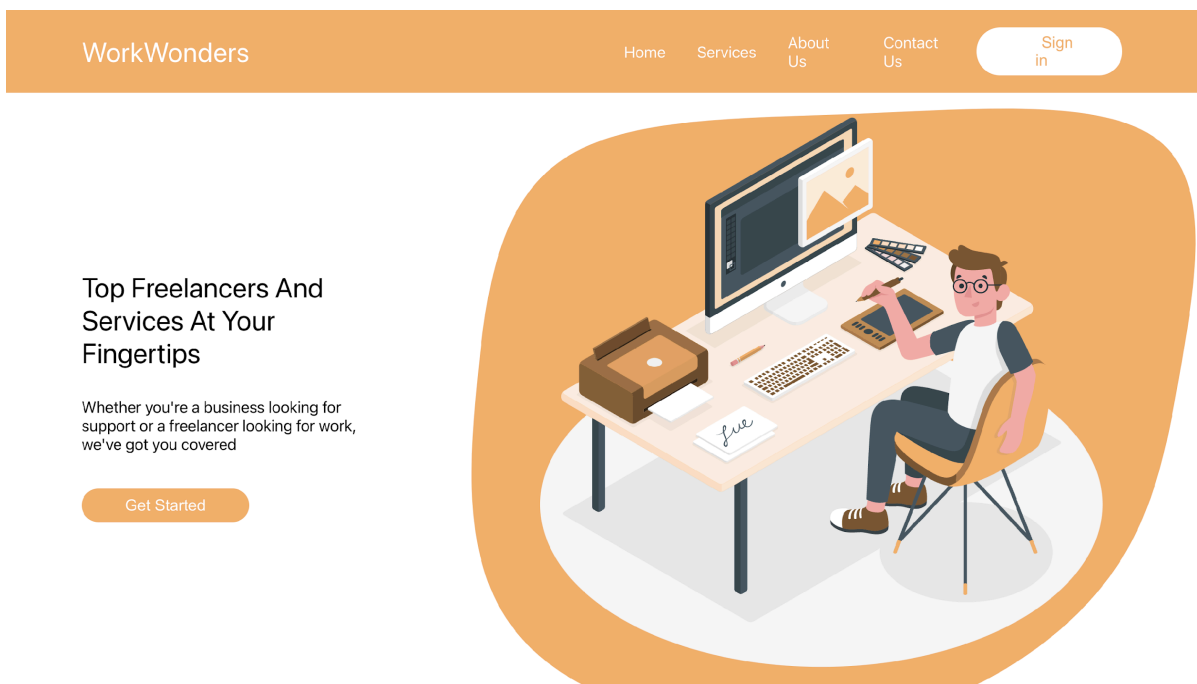 WorkWonders
Home
Services
About
Us
Contact
Us
Sign
in
Top Freelancers And
Services At Your
Fingertips
Whether you're a business looking for
support or a freelancer looking for work,
we've got you covered
Get Started